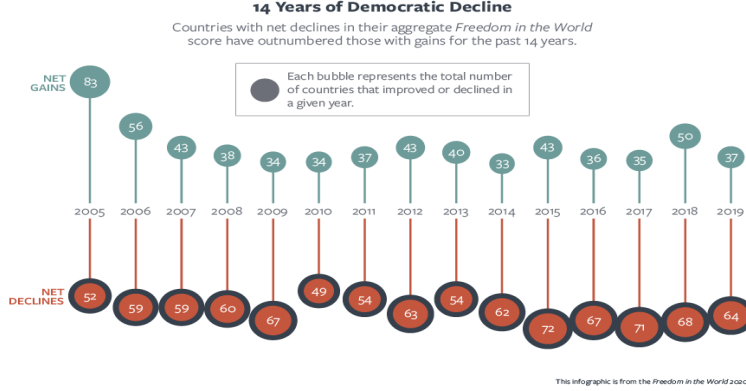 14 Years of Democratic Decline
Countries with net declines in their aggregate Freedom in the World
score have outnumbered those with gains for the past 14 years.
Each bubble represents the total number
of countries that improved or declined in
a given year.
NET
GAINS
83 56 43 38 34 34 37 43 40 33 43 36 35 50 37
2005 2006 2007 2008 2009 2010 2011 2012 2013 2014 2015 2016 2017 2018 2019
NET
DECLINES
52 59 59 60 67 49 54 63 54 62 72 67 71 68 64
This infographic is from the Freedom in the World 2020